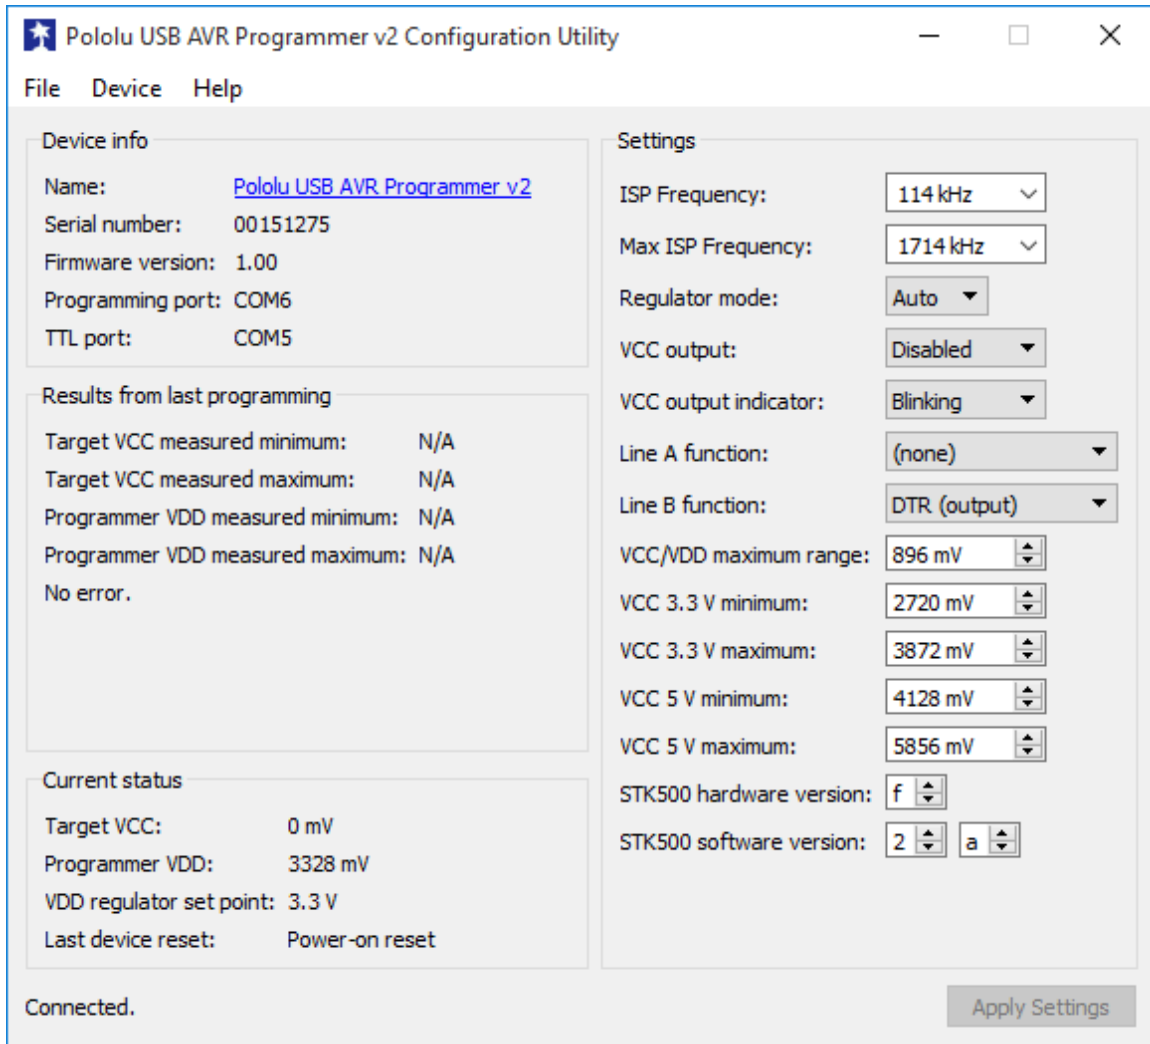 Pololu USB AVR Programmer v2 Configuration Utility
File Device Help
Device info
Name: Pololu USB AVR Programmer v2
Serial number: 00151275
Firmware version: 1.00
Programming port: COM6
TTL port: COM5
Results from last programming
Target VCC measured minimum: N/A
Target VCC measured maximum: N/A
Programmer VDD measured minimum: N/A
Programmer VDD measured maximum: N/A
No error.
Current status
Target VCC: 0 mV
Programmer VDD: 3328 mV
VDD regulator set point: 3.3 V
Last device reset: Power-on reset
Settings
ISP Frequency: 114 kHz
Max ISP Frequency: 1714 kHz
Regulator mode: Auto
VCC output: Disabled
VCC output indicator: Blinking
Line A function: (none)
Line B function: DTR (output)
VCC/VDD maximum range: 896 mV
VCC 3.3 V minimum: 2720 mV
VCC 3.3 V maximum: 3872 mV
VCC 5 V minimum: 4128 mV
VCC 5 V maximum: 5856 mV
STK500 hardware version: f
STK500 software version: 2 a
Connected.
Apply Settings